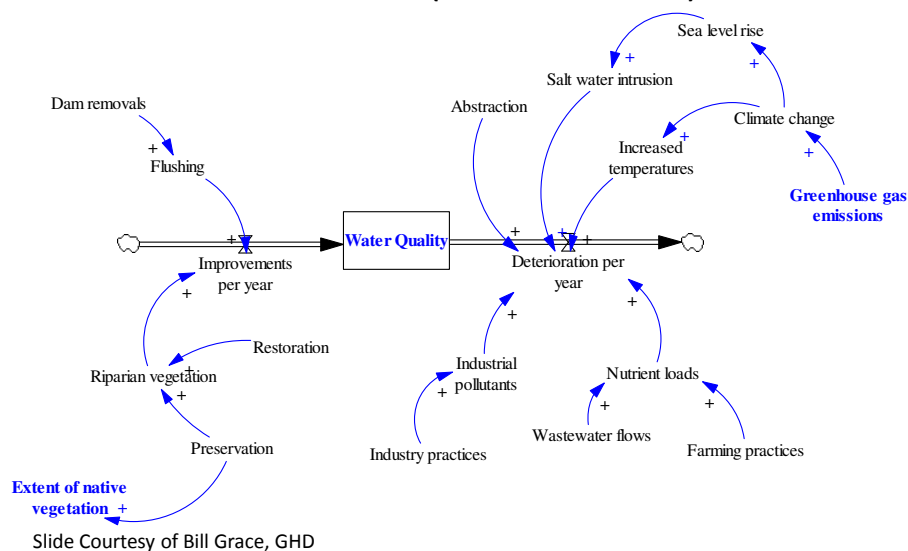 Sea level rise
+
+
Salt water intrusion
Dam removals
Abstraction
Climate change
+
+
+
Increased
temperatures
Flushing
Greenhouse gas
emissions
+
Water Quality
+
+
+
Improvements
per year
Deterioration per
year
+
+
+
Restoration
Riparian vegetation
+
+
Industrial
pollutants
+
Nutrient loads
+
+
Preservation
Industry practices
Wastewater flows
Farming practices
Extent of native
vegetation +
Slide Courtesy of Bill Grace, GHD